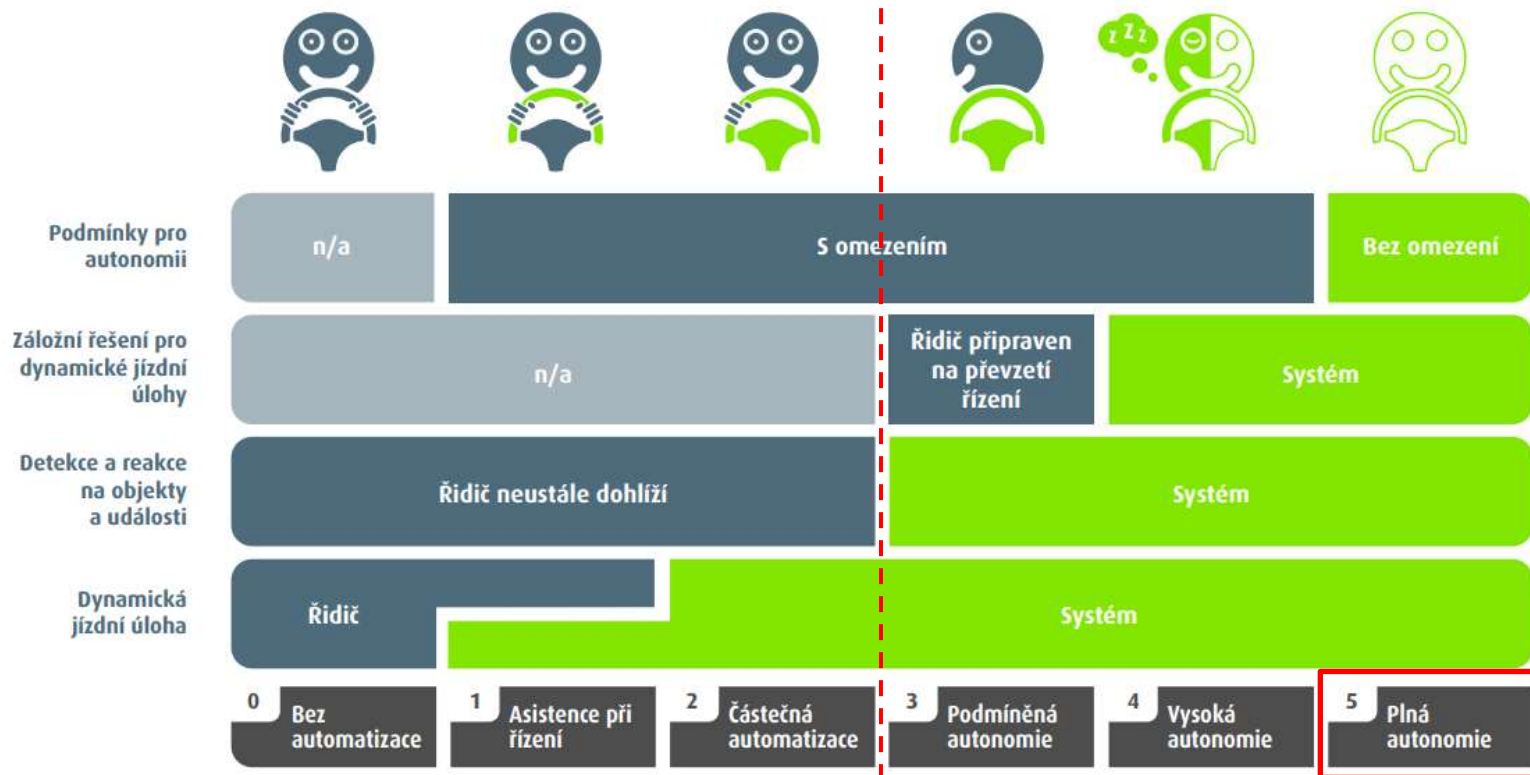 z z z
Podmínky pro
autonomii
n/a
S omezením
Bez omezení
Záložní řešení pro
dynamické jízdní
úlohy
n/a
Řidič připraven
na převzetí
řízení
Systém
Detekce a reakce
na objekty
a události
Řidič neustále dohlíží
Systém
Dynamická
jízdní úloha
Řidič
Systém
0
Bez
automatizace
1
Asistence při
řízení
2
Částečná
automatizace
3
Podmíněná
autonomie
4
Vysoká
autonomie
5
Plná
autonomie